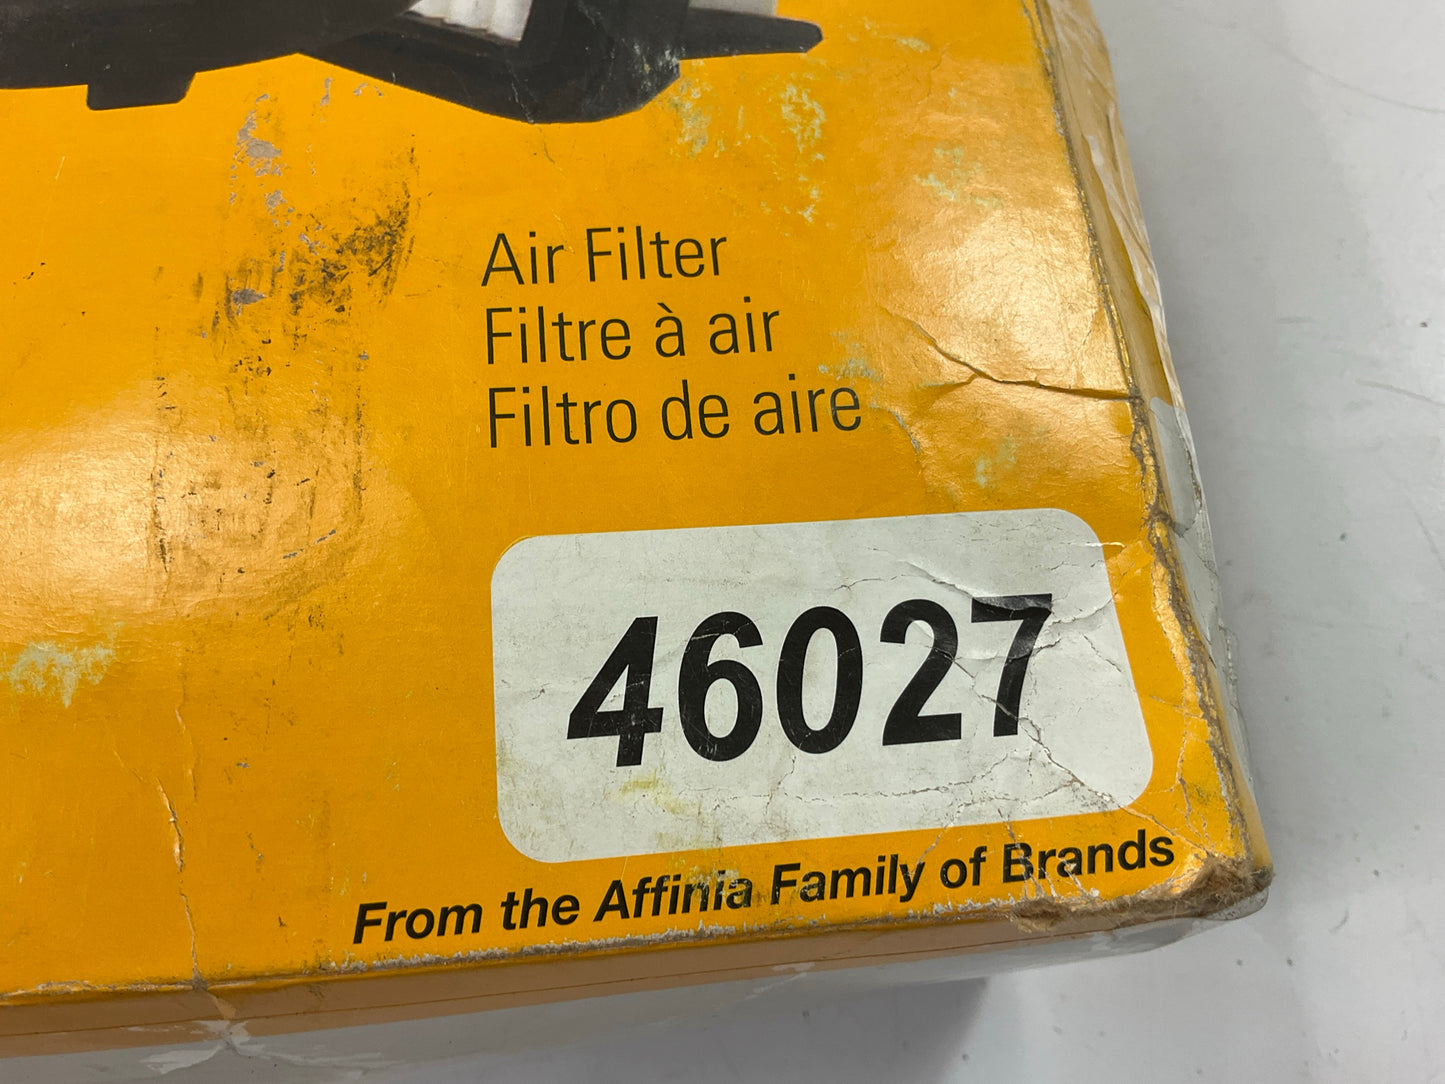 Air Filter
Filtre à air
Filtro de aire
46027
From the Affinia Family of Brands